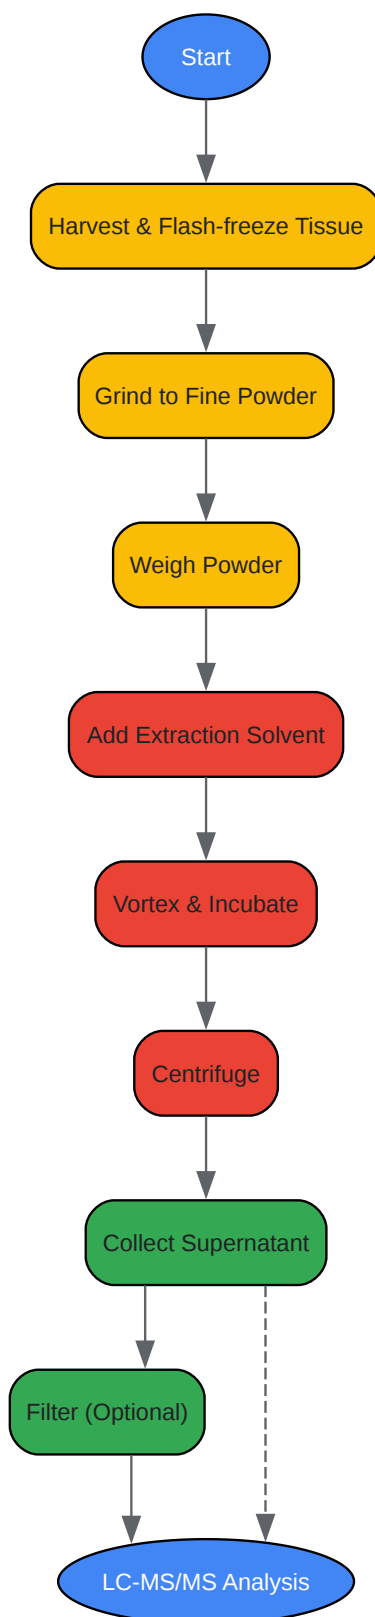 Start
Harvest & Flash-freeze Tissue
Grind to Fine Powder
Weigh Powder
Add Extraction Solvent
Vortex & Incubate
Centrifuge
Collect Supernatant
Filter (Optional)
LC-MS/MS Analysis